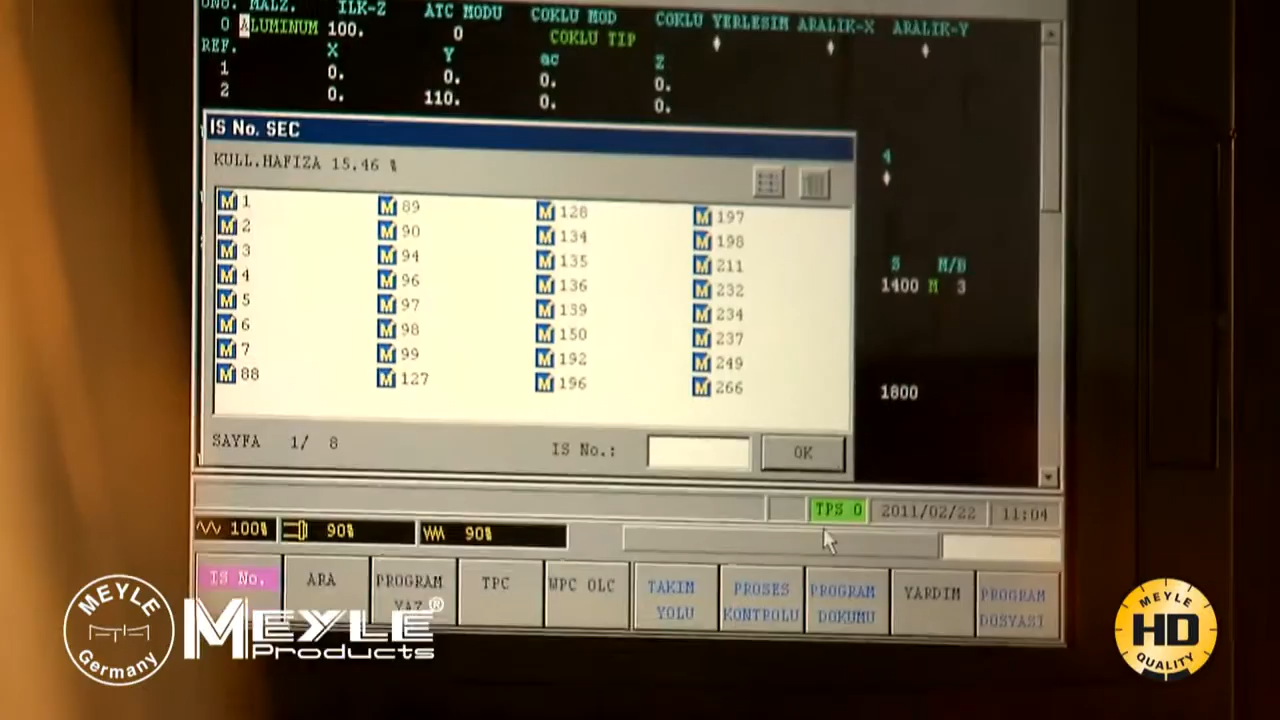 UNO. MALZ. ILK-Z ATC MODU COKLU MOD COKLU YERLESIM ARALIK-X ARALIK-Y
0 ALUMINUM 100. 0 COKLU TIP ♦ ♦ ♦
REF. X Y ac Z
1 0. 0. 0. 0.
2 0. 110. 0. 0.
IS No. SEC
KULL.HAFIZA 15.46 %
4
♦
M 1 M 89 M 128 M 197
M 2 M 90 M 134 M 198
M 3 M 94 M 135 M 211
M 4 M 96 M 136 M 232
M 5 M 97 M 139 M 234
M 6 M 98 M 150 M 237
M 7 M 99 M 192 M 249
M 88 M 127 M 196 M 266
S M/B
1400 M 3
1800
SAYFA 1/ 8 IS No.: OK
TPS 0 2011/02/22 11:04
100% 90% 90%
IS No. ARA PROGRAM YAZ TPC WPC OLC TAKIM YOLU PROSES KONTROLU PROGRAM DOKUMU YARDIM PROGRAM DOSYASI
MEYLE
Germany
MEYLE®
Products
MEYLE
HD
QUALITY